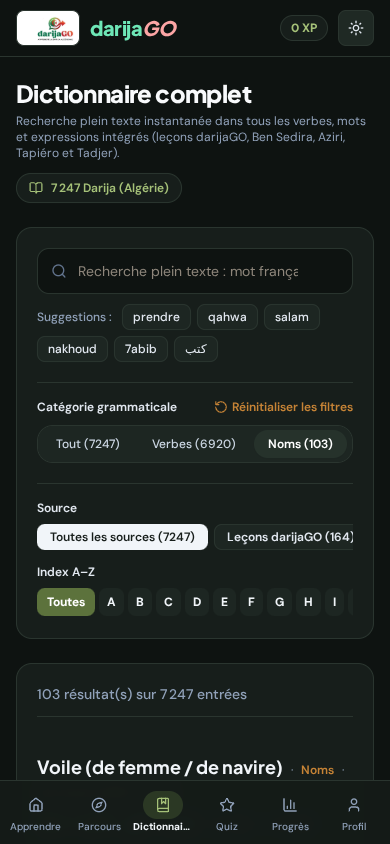 darijaGO darijaGO 0 XP
Dictionnaire complet
Recherche plein texte instantanée dans tous les verbes, mots
et expressions intégrés (leçons darijaGO, Ben Sedira, Aziri,
Tapiéro et Tadjer).
7 247 Darija (Algérie)
Recherche plein texte : mot frança
Suggestions : prendre qahwa salam
nakhoud 7abib كتب
Catégorie grammaticale Réinitialiser les filtres
Tout (7247) Verbes (6920) Noms (103)
Source
Toutes les sources (7247) Leçons darijaGO (164)
Index A–Z
Toutes A B C D E F G H I
103 résultat(s) sur 7 247 entrées
Voile (de femme / de navire) · Noms ·
Apprendre Parcours Dictionnai... Quiz Progrès Profil